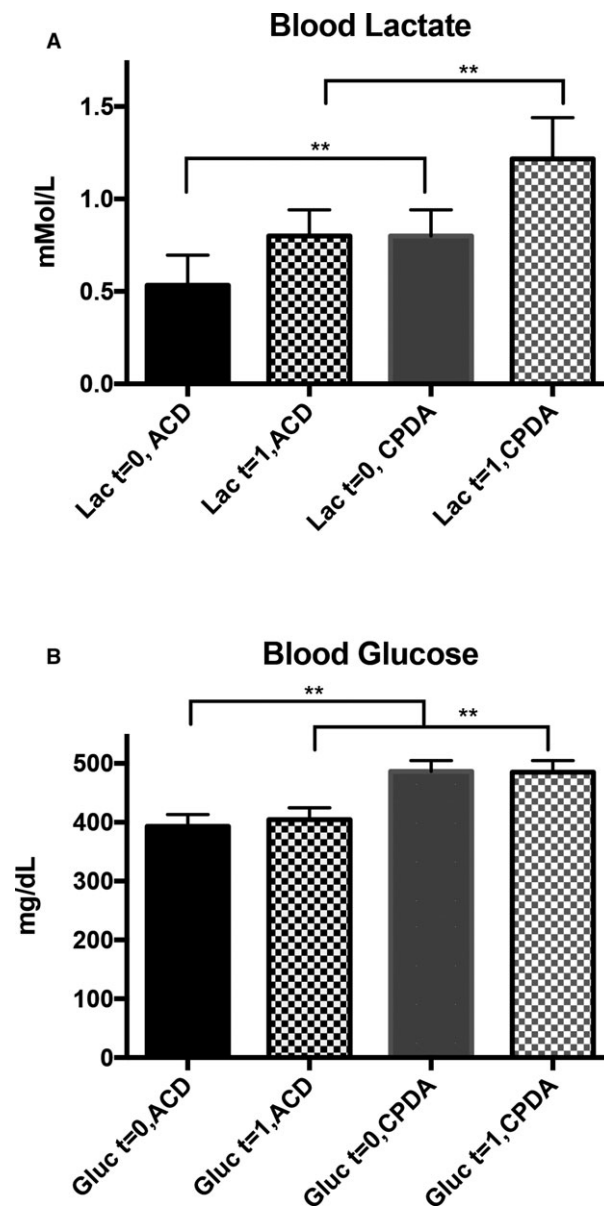 A
Blood Lactate
**
**
mMol/L
1.5
1.0
0.5
0.0
Lac t=0, ACD
Lac t=1,ACD
Lac t=0, CPDA
Lac t=1,CPDA
B
Blood Glucose
**
**
mg/dL
500
400
300
200
100
0
Gluc t=0,ACD
Gluc t=1,ACD
Gluc t=0,CPDA
Gluc t=1,CPDA